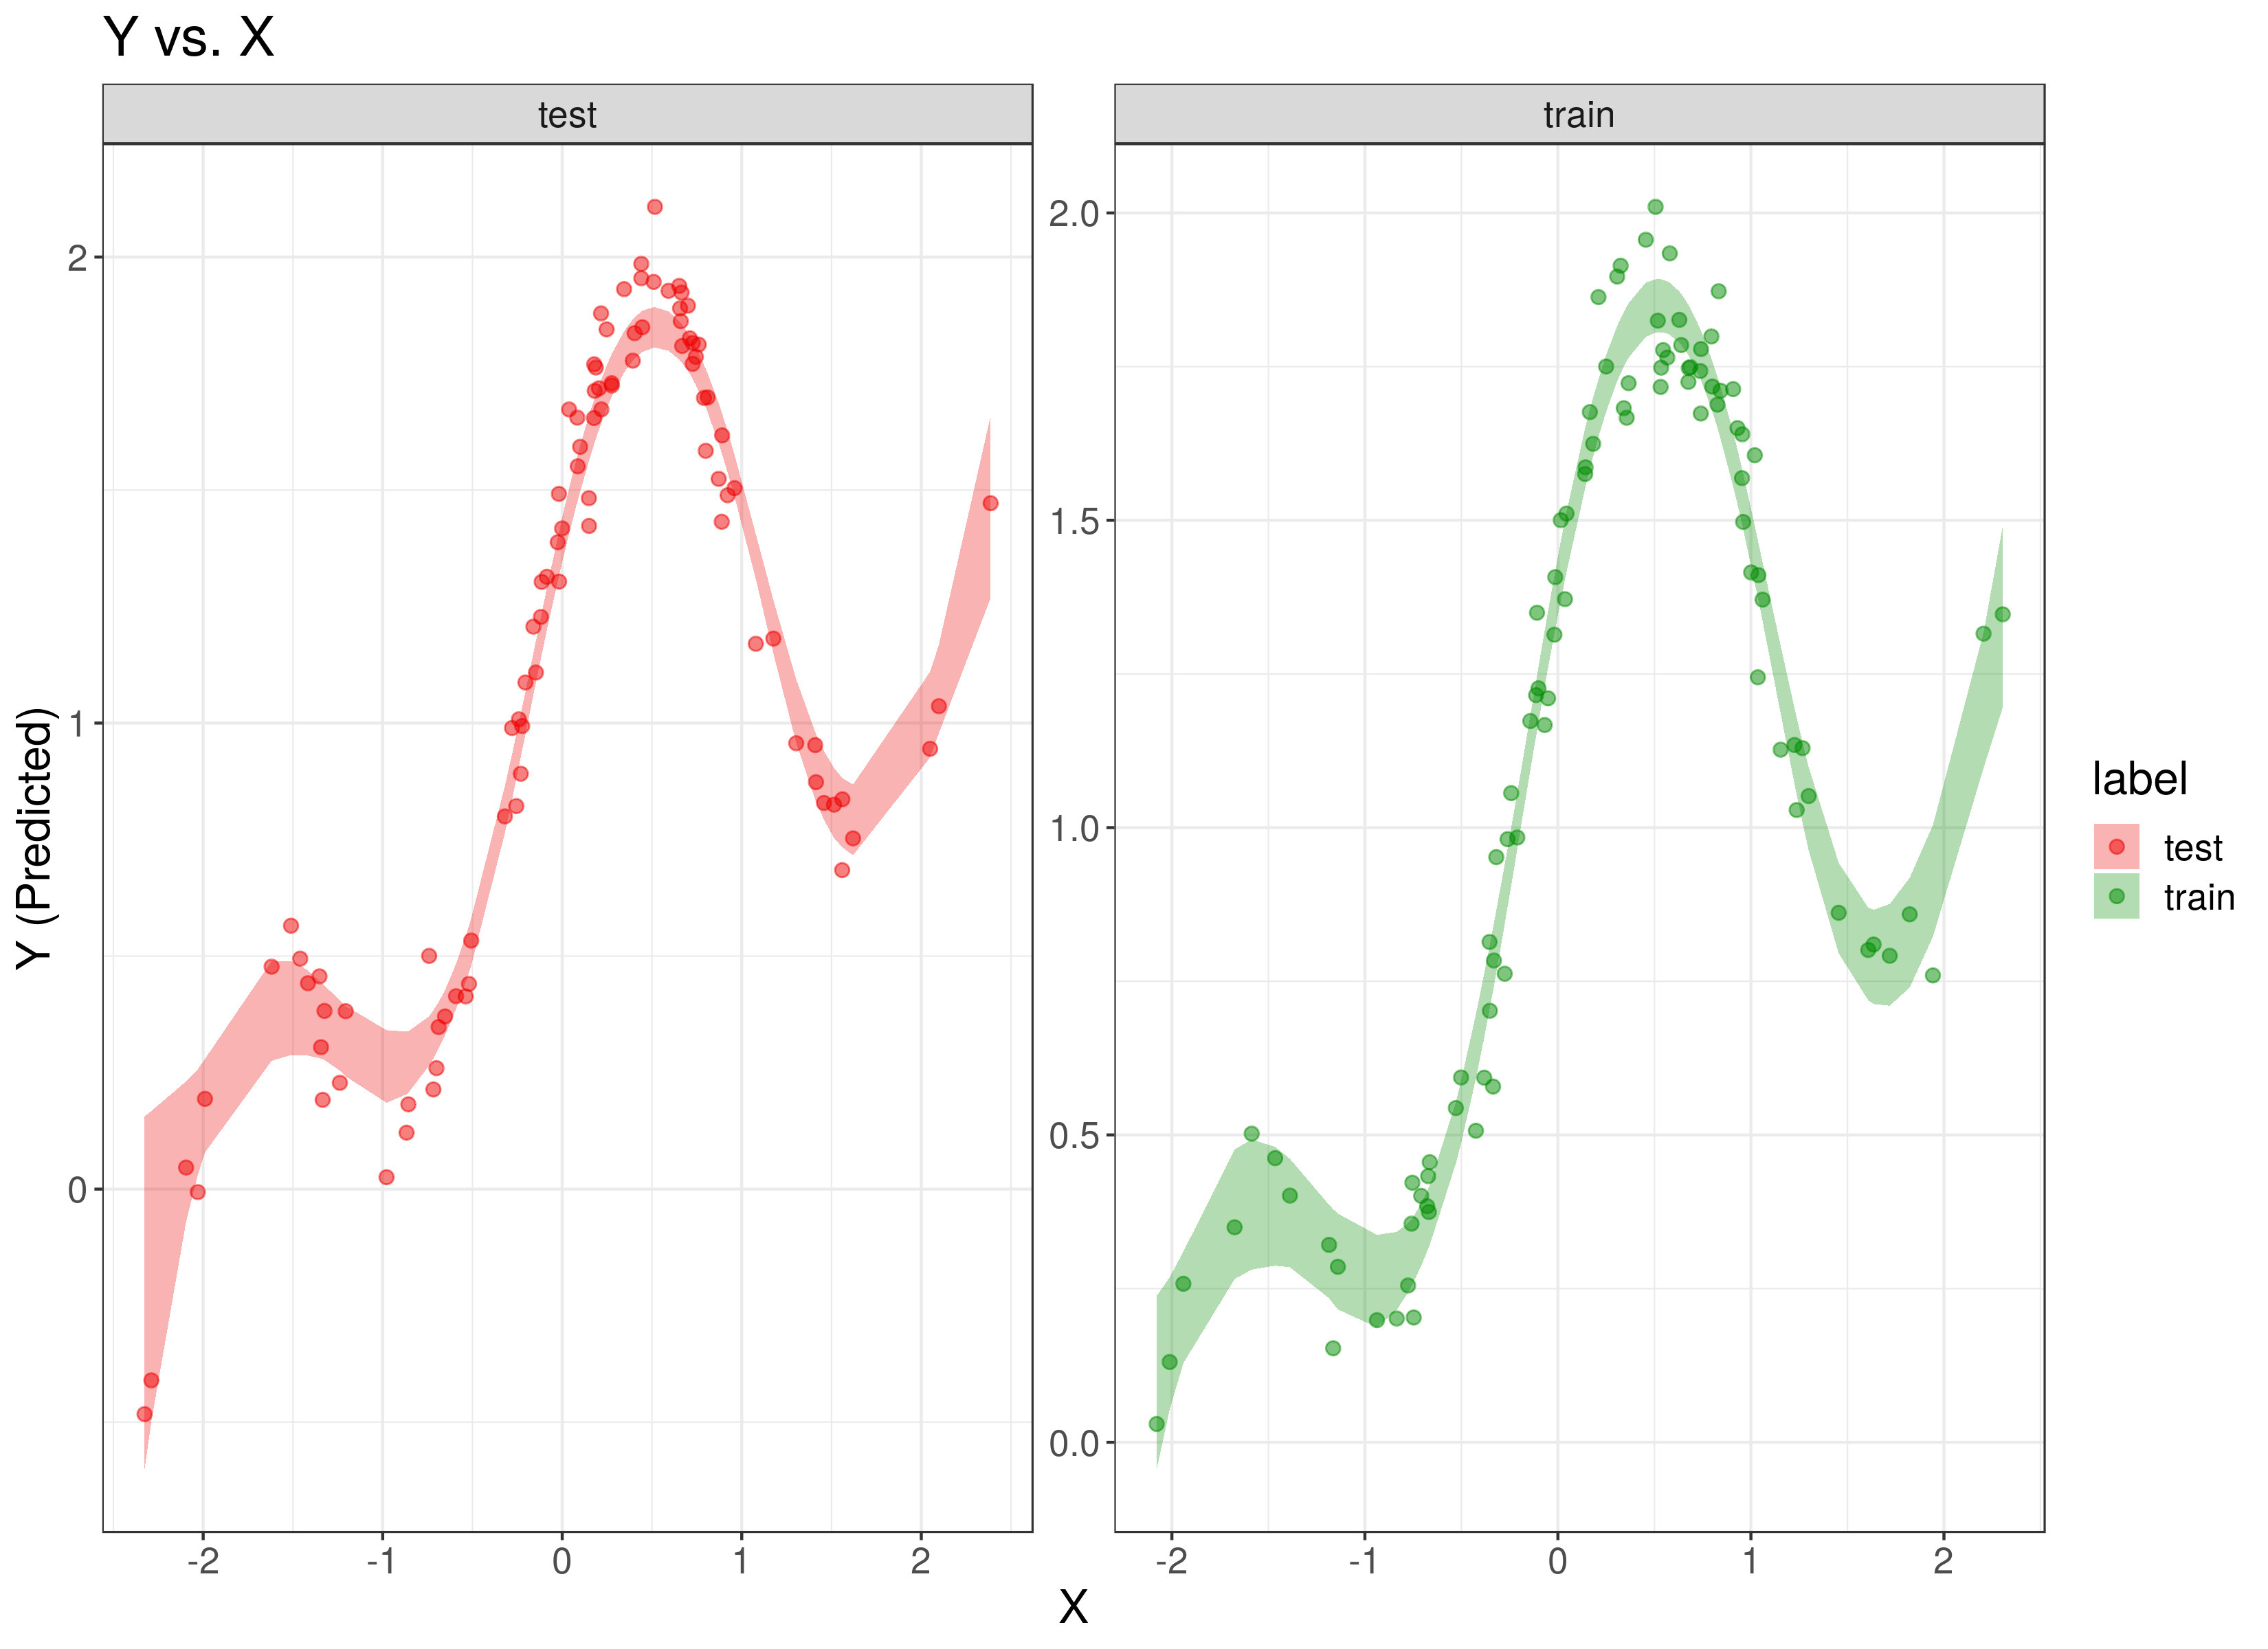 Y vs. X
test
train
Y (Predicted)
2
1
0
2.0
1.5
1.0
0.5
0.0
-2 -1 0 1 2
-2 -1 0 1 2
X
label
test
train